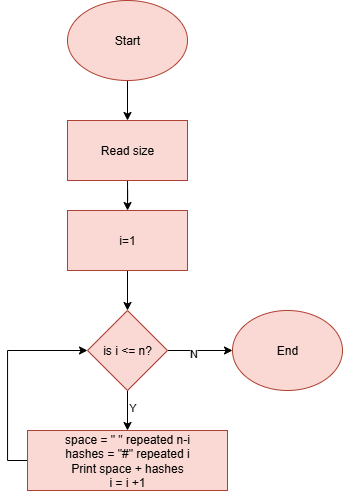 Start
Read size
i=1
is i <= n?
N
End
Y
space = " " repeated n-i
hashes = "#" repeated i
Print space + hashes
i = i +1